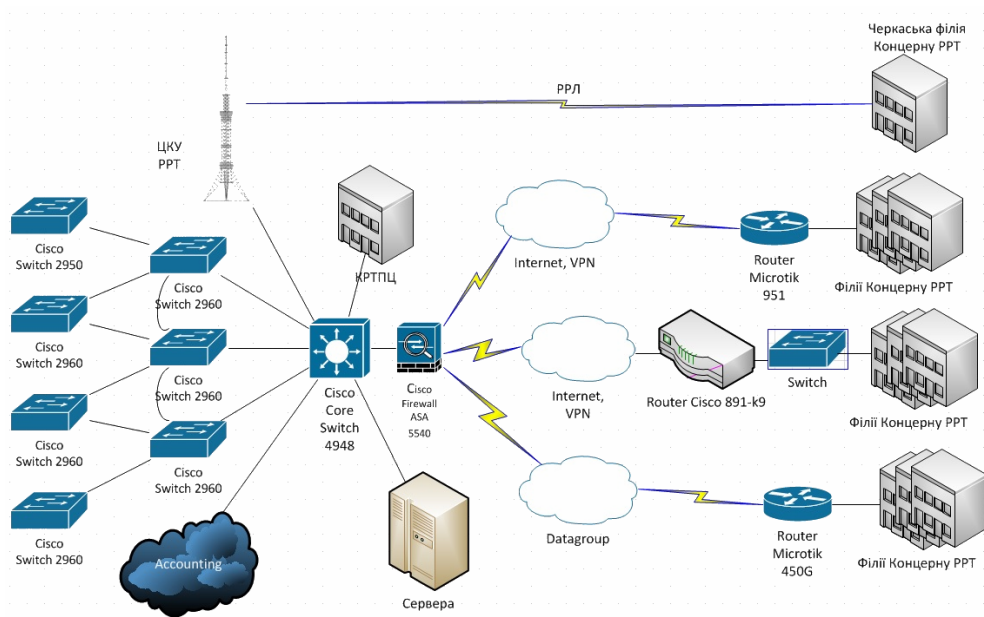 Черкаська філія
Концерну РРТ
РРЛ
ЦКУ
РРТ
Cisco
Switch 2950
Cisco
Switch 2960
КРТПЦ
Internet, VPN
Router
Microtik
951
Філії Концерну РРТ
Cisco
Switch 2960
Cisco
Switch 2960
Cisco
Core
Switch
4948
Cisco
Firewall
ASA
5540
Internet,
VPN
Router Cisco 891-k9
Switch
Філії Концерну РРТ
Cisco
Switch 2960
Cisco
Switch 2960
Cisco
Switch 2960
Accounting
Сервера
Datagroup
Router
Microtik
450G
Філії Концерну РРТ